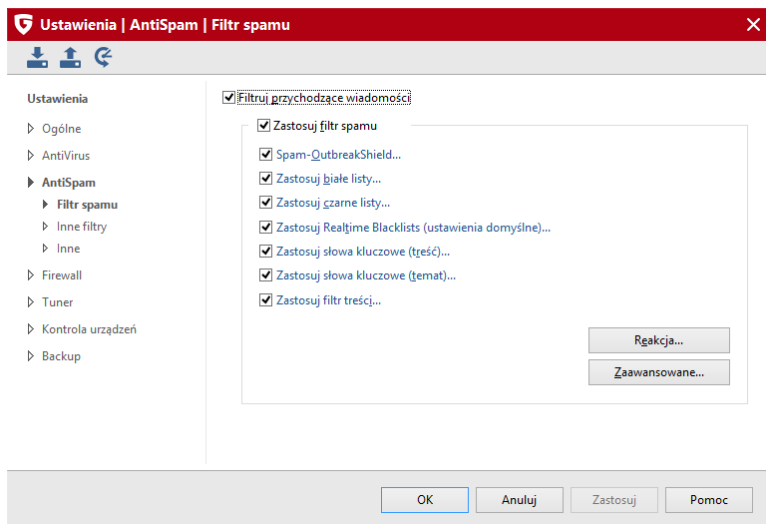 Ustawienia | AntiSpam | Filtr spamu
Ustawienia
Ogólne
AntiVirus
AntiSpam
Filtr spamu
Inne filtry
Inne
Firewall
Tuner
Kontrola urządzeń
Backup
Filtruj przychodzące wiadomości
Zastosuj filtr spamu
Spam-OutbreakShield...
Zastosuj białe listy...
Zastosuj czarne listy...
Zastosuj Realtime Blacklists (ustawienia domyślne)...
Zastosuj słowa kluczowe (treść)...
Zastosuj słowa kluczowe (temat)...
Zastosuj filtr treści...
Reakcja...
Zaawansowane...
OK
Anuluj
Zastosuj
Pomoc